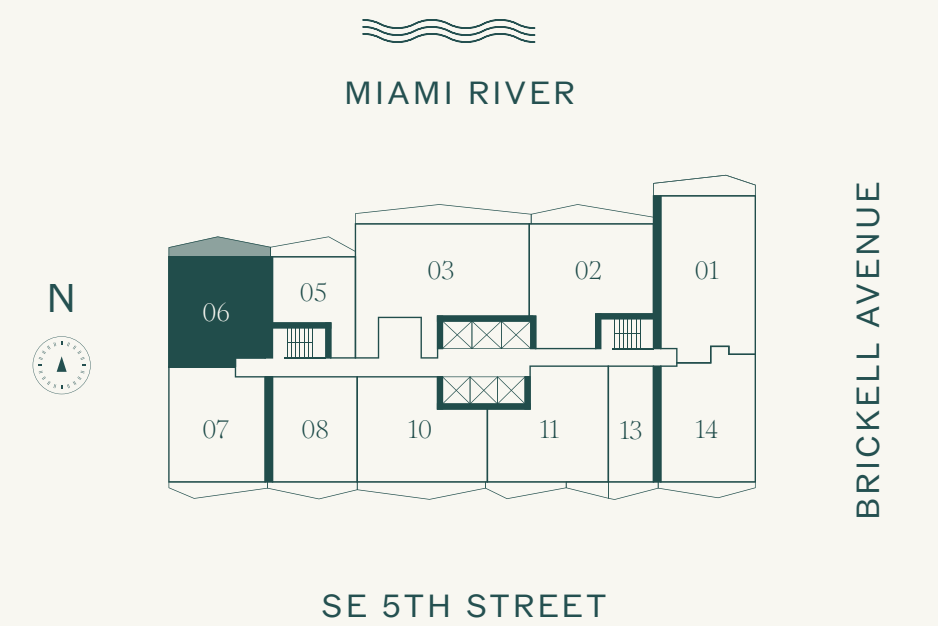 MIAMI RIVER
01
02
03
05
06
N
BRICKELL AVENUE
07
08
10
11
13
14
SE 5TH STREET